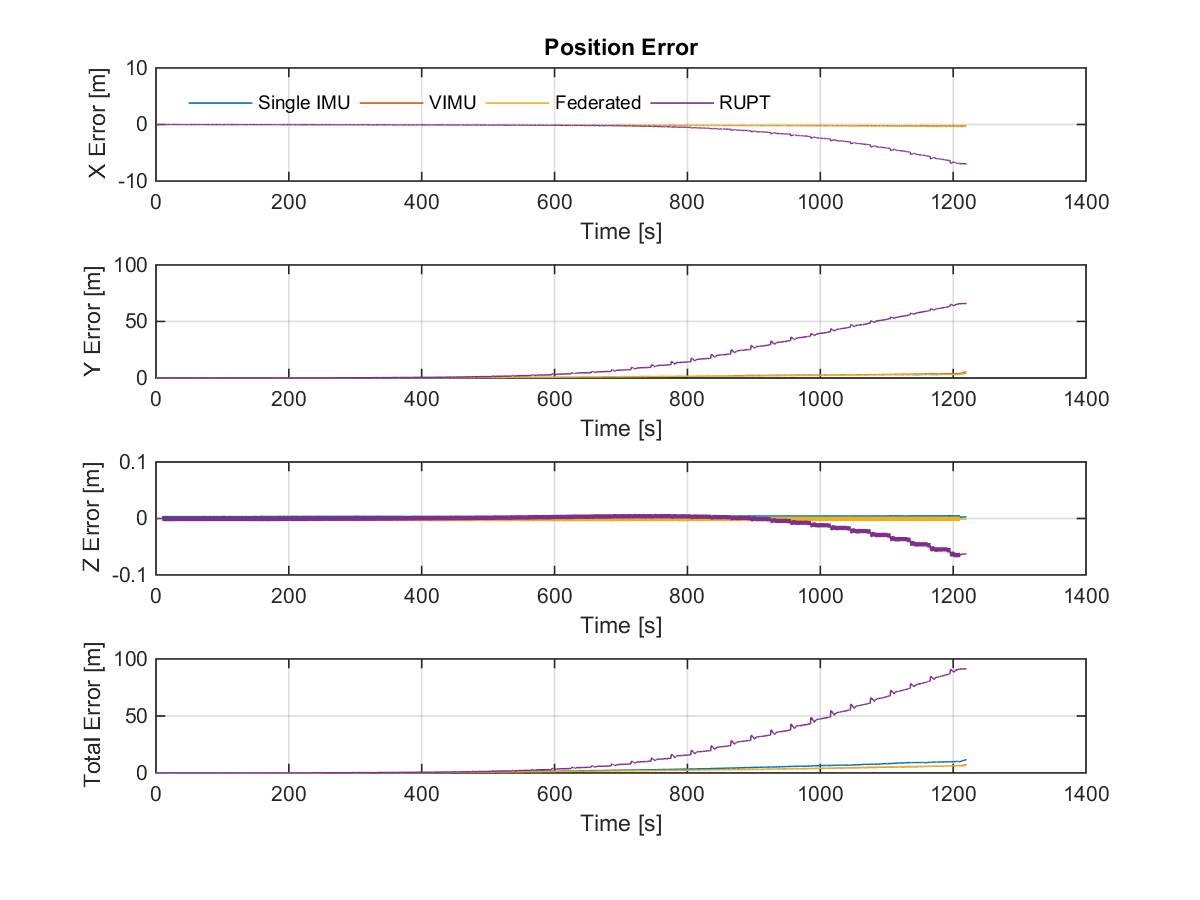 Position Error
10
0
-10
X Error [m]
Single IMU VIMU Federated RUPT
0 200 400 600 800 1000 1200 1400
Time [s]
100
50
0
Y Error [m]
0 200 400 600 800 1000 1200 1400
Time [s]
0.1
0
-0.1
Z Error [m]
0 200 400 600 800 1000 1200 1400
Time [s]
100
50
0
Total Error [m]
0 200 400 600 800 1000 1200 1400
Time [s]